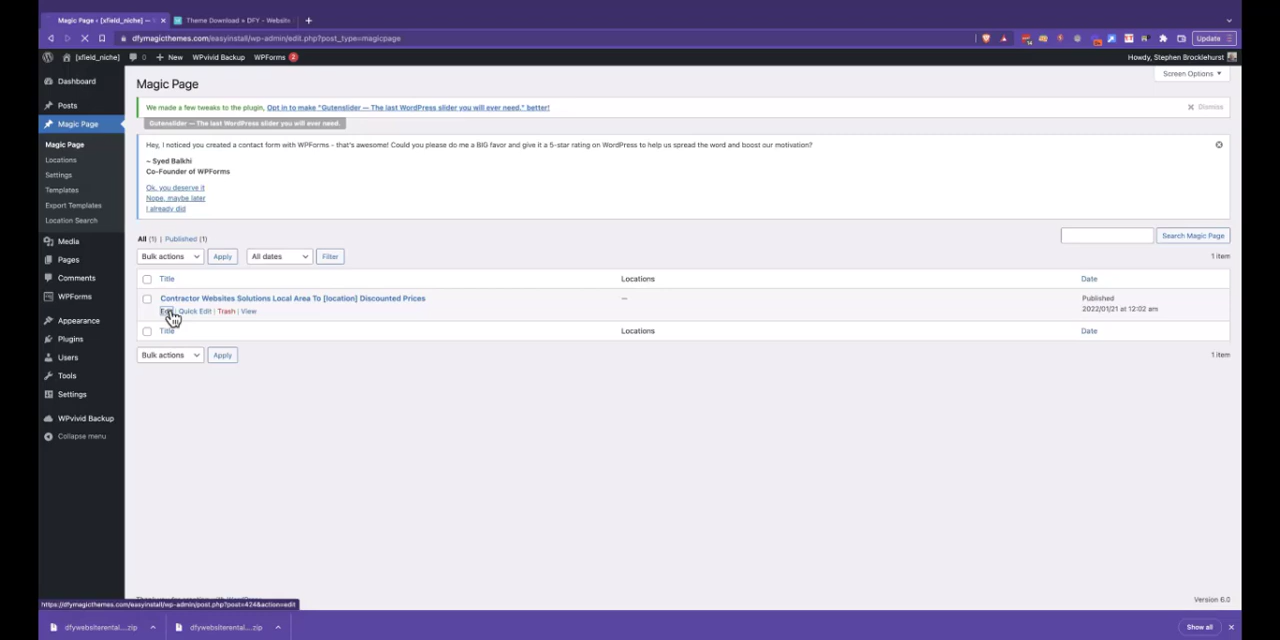 Magic Page ‹ [xfield_niche] —
Theme Download » DFY - Website
dfymagicthemes.com/easyinstall/wp-admin/edit.php?post_type=magicpage
Update
[xfield_niche] 0 New WPvivid Backup WPForms 2
Howdy, Stephen Brocklehurst
Screen Options
Dashboard
Posts
Magic Page
Magic Page
Locations
Settings
Templates
Export Templates
Location Search
Media
Pages
Comments
WPForms
Appearance
Plugins
Users
Tools
Settings
WPvivid Backup
Collapse menu
Magic Page
We made a few tweaks to the plugin, Opt in to make "Gutenslider — The last WordPress slider you will ever need." better!
Dismiss
Gutenslider — The last WordPress slider you will ever need.
Hey, I noticed you created a contact form with WPForms - that's awesome! Could you please do me a BIG favor and give it a 5-star rating on WordPress to help us spread the word and boost our motivation?
~ Syed Balkhi
Co-Founder of WPForms
Ok, you deserve it
Nope, maybe later
I already did
All (1) | Published (1)
Search Magic Page
Bulk actions Apply All dates Filter
1 item
Title Locations Date
Contractor Websites Solutions Local Area To [location] Discounted Prices — Published
Edit | Quick Edit | Trash | View
2022/01/21 at 12:02 am
Title Locations Date
Bulk actions Apply
1 item
Version 6.0
https://dfymagicthemes.com/easyinstall/wp-admin/post.php?post=424&action=edit
dfywebsiterental....zip
dfywebsiterental....zip
Show all